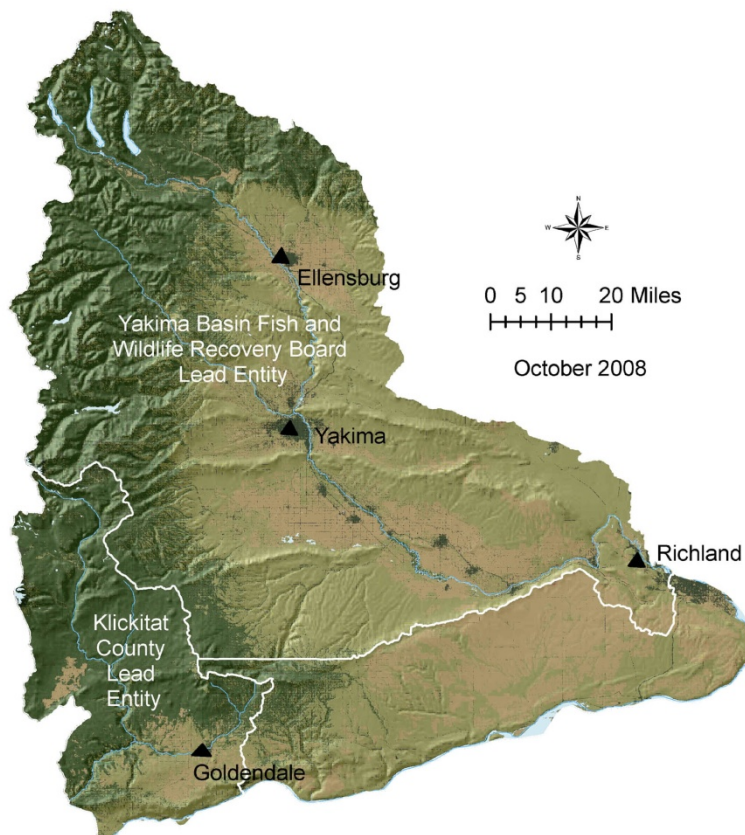 N
W E
S
0 5 10 20 Miles
October 2008
Ellensburg
Yakima Basin Fish and
Wildlife Recovery Board
Lead Entity
Yakima
Richland
Klickitat
County
Lead
Entity
Goldendale